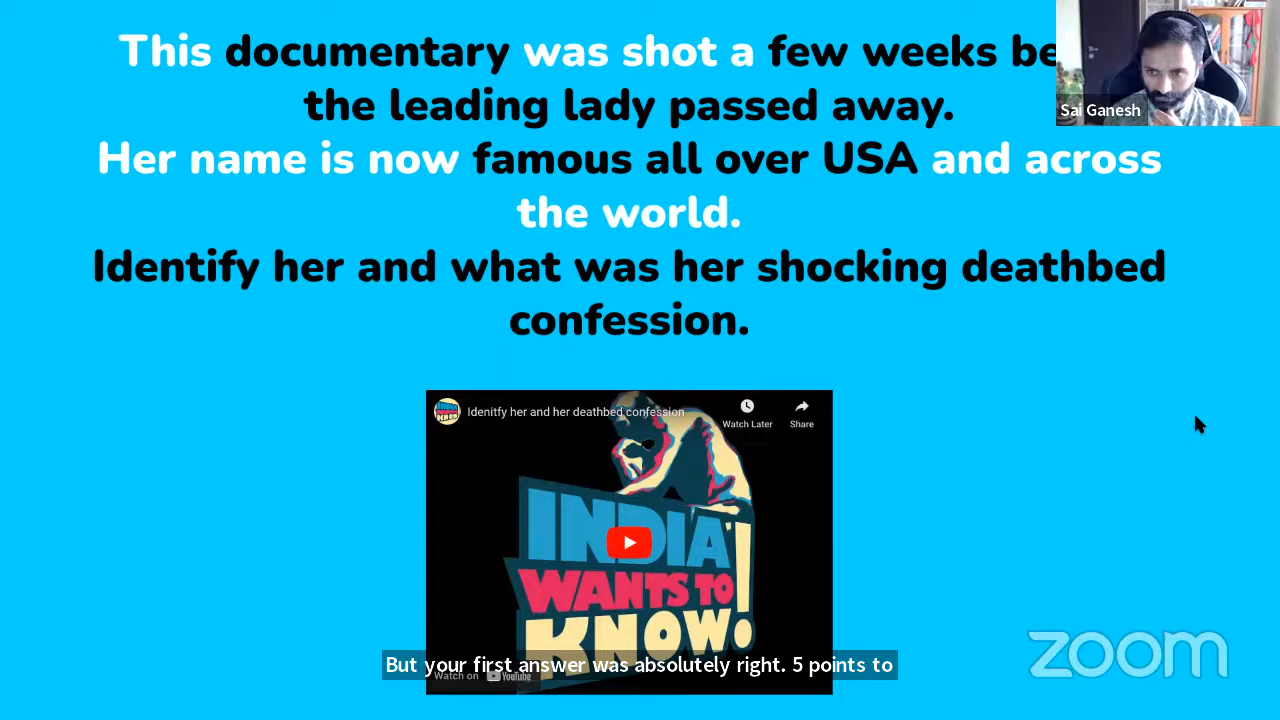 This documentary was shot a few weeks be
the leading lady passed away.
Sai Ganesh
Her name is now famous all over USA and across
the world.
Identify her and what was her shocking deathbed
confession.
Idenitfy her and her deathbed confession
Watch Later
Share
INDIA
WANTS TO
KNOW!
But your first answer was absolutely right. 5 points to
Watch on YouTube
zoom